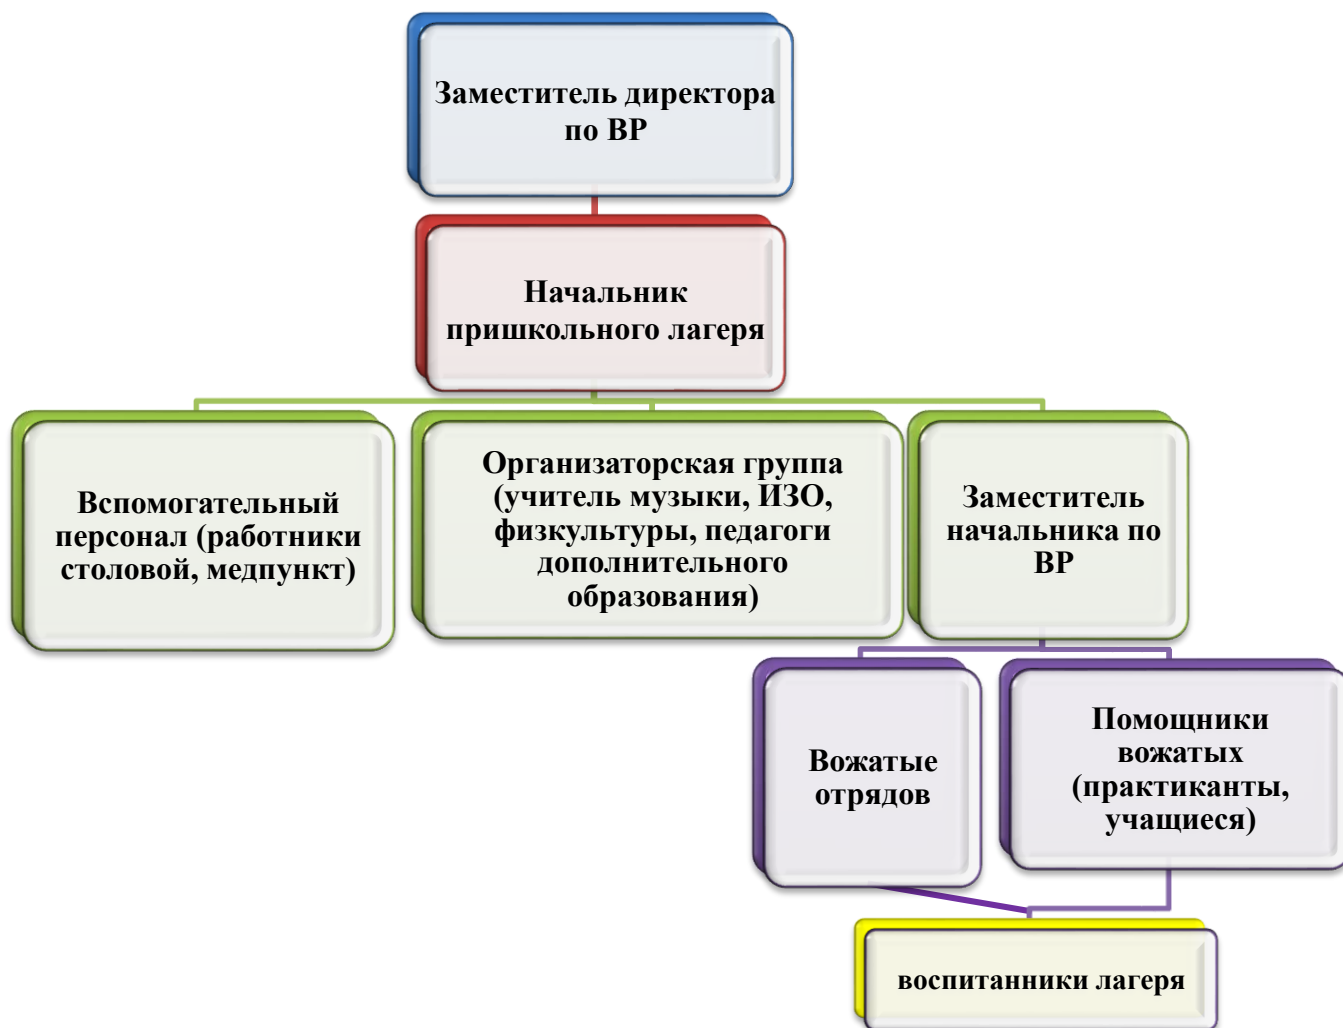 Заместитель директора
по ВР
Начальник
пришкольного лагеря
Вспомогательный
персонал (работники
столовой, медпункт)
Организаторская группа
(учитель музыки, ИЗО,
физкультуры, педагоги
дополнительного
образования)
Заместитель
начальника по
ВР
Вожатые
отрядов
Помощники
вожатых
(практиканты,
учащиеся)
воспитанники лагеря